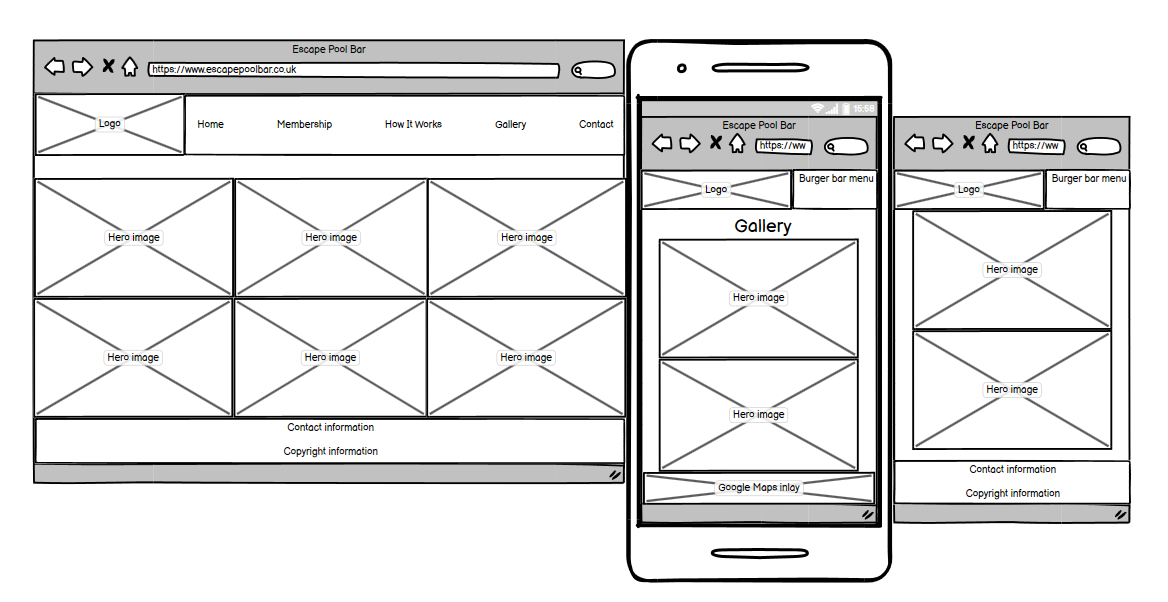 Escape Pool Bar
https://www.escapepoolbar.co.uk
Logo
Home Membership How It Works Gallery Contact
Hero image Hero image Hero image
Hero image Hero image Hero image
Contact information
Copyright information
15:58
Escape Pool Bar
https://ww
Logo
Burger bar menu
Gallery
Hero image
Hero image
Google Maps inlay
Escape Pool Bar
https://ww
Logo
Burger bar menu
Hero image
Hero image
Contact information
Copyright information